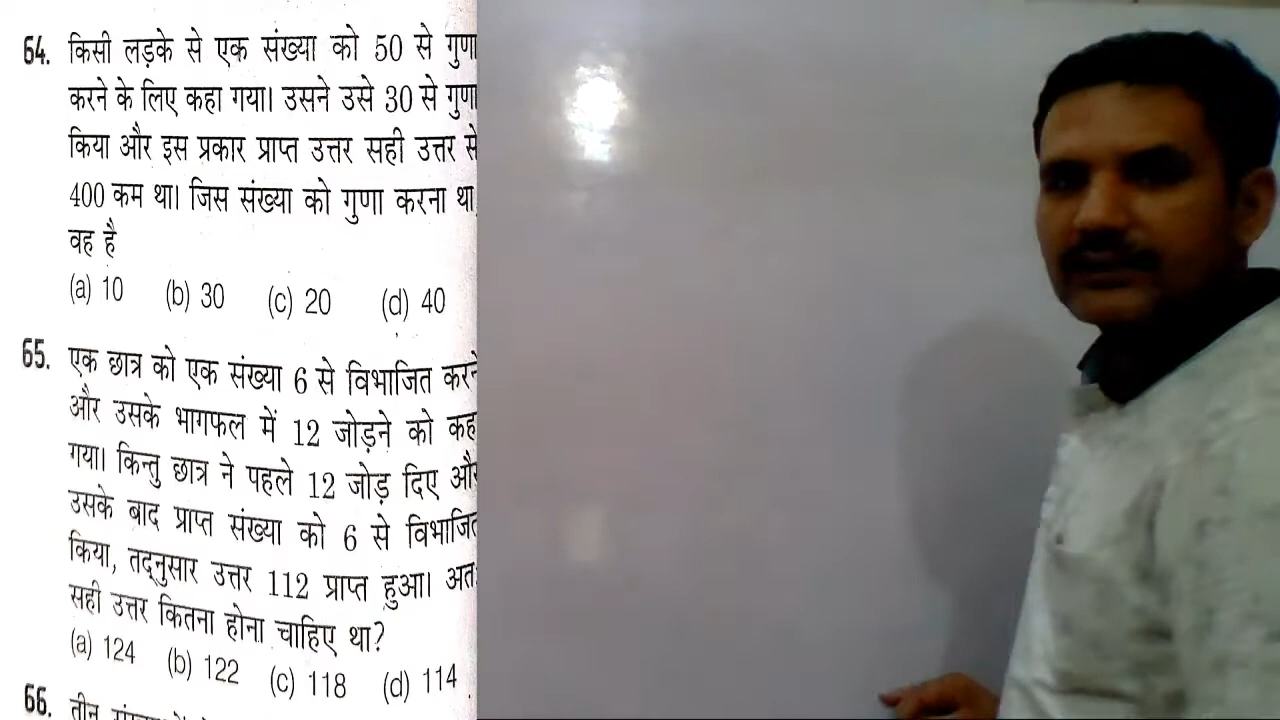 64. किसी लड़के से एक संख्या को 50 से गुणा
करने के लिए कहा गया। उसने उसे 30 से गुणा
किया और इस प्रकार प्राप्त उत्तर सही उत्तर से
400 कम था। जिस संख्या को गुणा करना था,
वह है
(a) 10 (b) 30 (c) 20 (d) 40
65. एक छात्र को एक संख्या 6 से विभाजित करने
और उसके भागफल में 12 जोड़ने को कहा
गया। किन्तु छात्र ने पहले 12 जोड़ दिए और
उसके बाद प्राप्त संख्या को 6 से विभाजित
किया, तद्नुसार उत्तर 112 प्राप्त हुआ। अतः
सही उत्तर कितना होना चाहिए था?
(a) 124 (b) 122 (c) 118 (d) 114
66. तीन